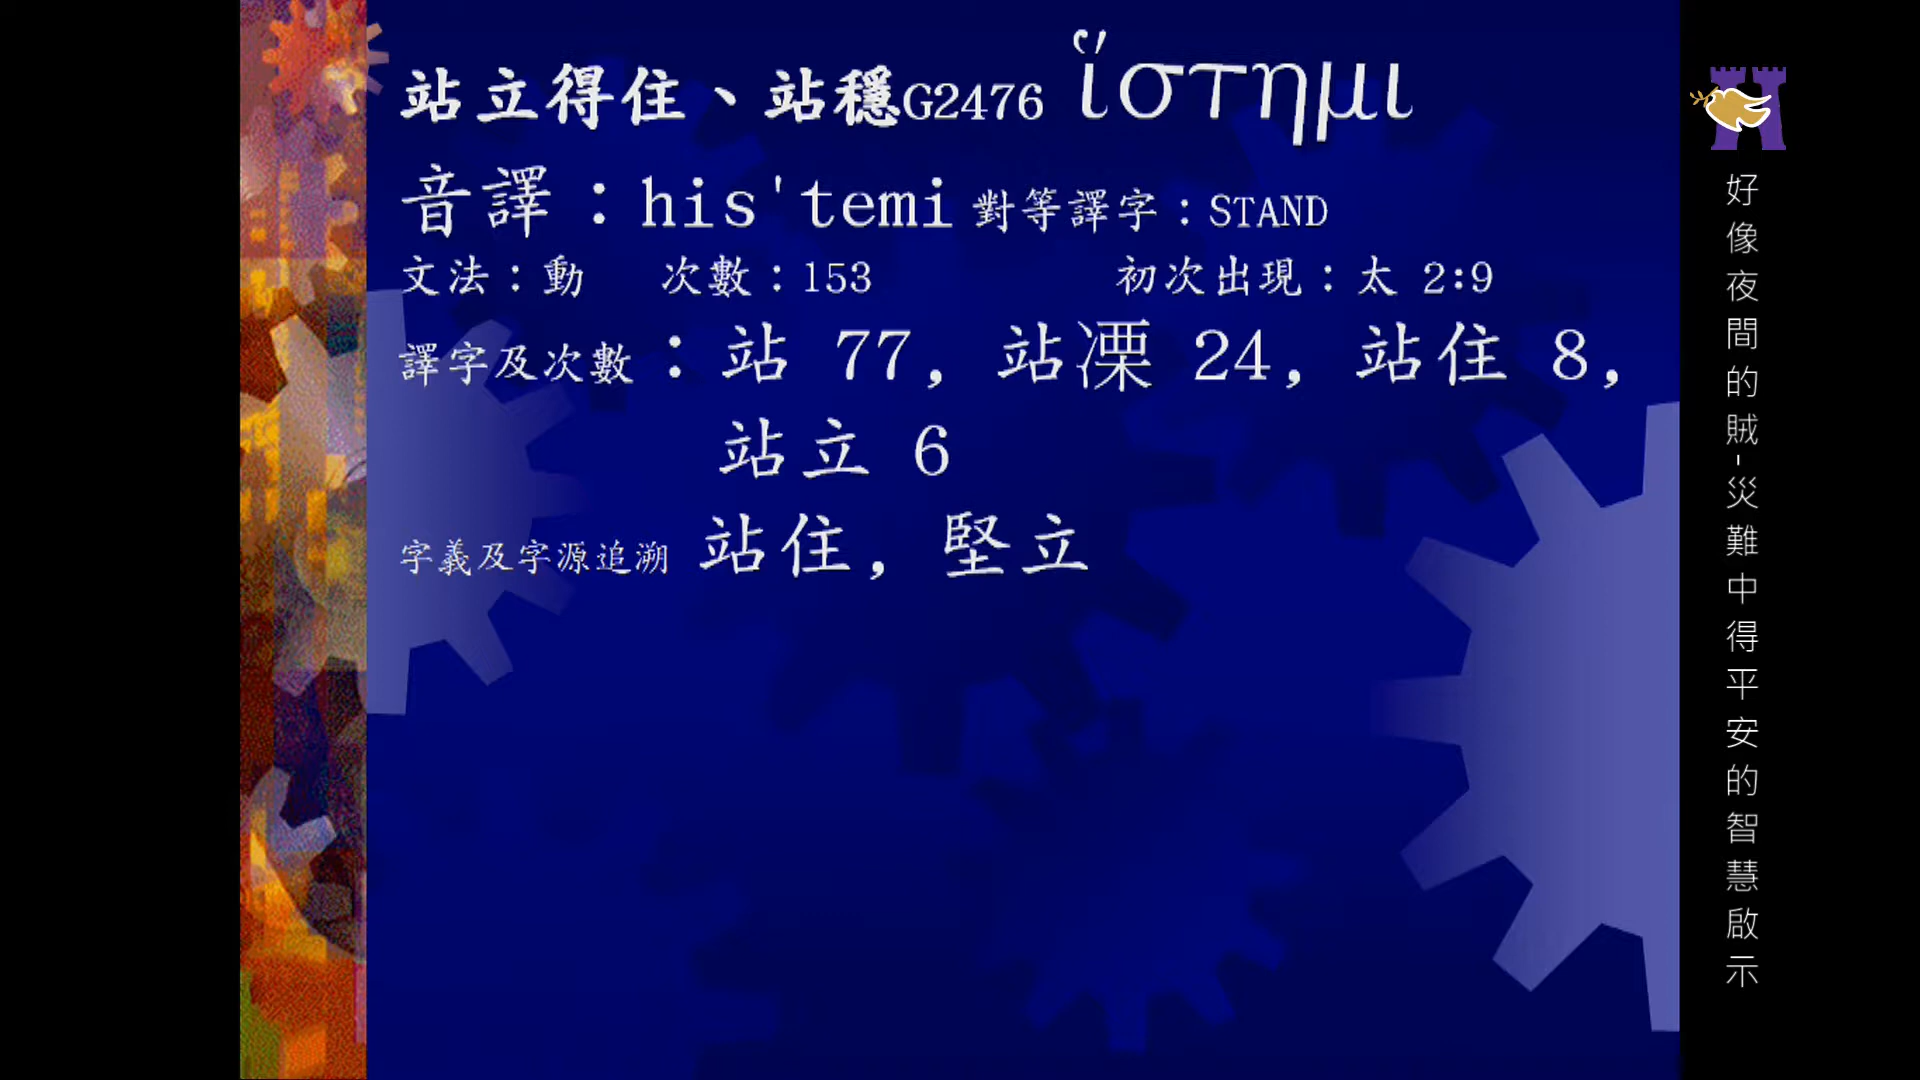 站立得住、站穩G2476 ἵστημι
音譯：his'temi 對等譯字：STAND
文法：動 次數：153 初次出現：太 2:9
譯字及次數：站 77, 站凓 24, 站住 8,
站立 6
字義及字源追溯 站住, 堅立
好像夜間的賊-災難中得平安的智慧啟示